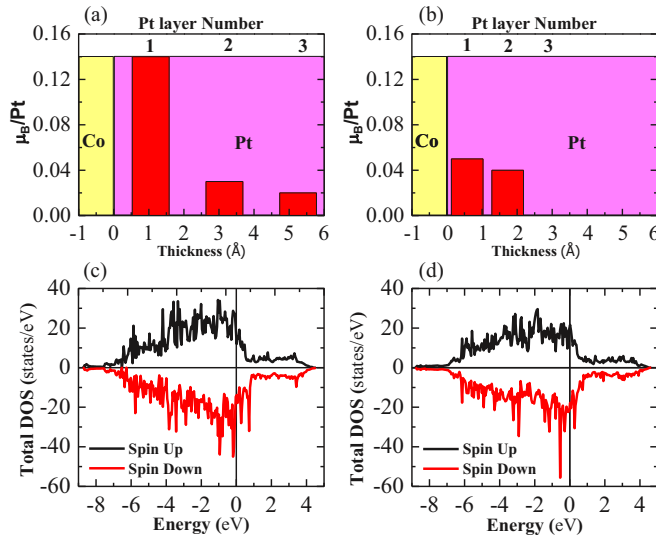 Pt layer Number
Pt layer Number
(a)
(b)
1 2 3
1 2 3
0.16
0.12
0.08
0.04
0.00
μB/Pt
Co
Pt
-1 0 1 2 3 4 5 6
Thickness (Å)
0.16
0.12
0.08
0.04
0.00
μB/Pt
Co
Pt
-1 0 1 2 3 4 5 6
Thickness (Å)
(c)
(d)
40
20
0
-20
-40
-60
Total DOS (states/eV)
Spin Up
Spin Down
-8 -6 -4 -2 0 2 4
Energy (eV)
40
20
0
-20
-40
-60
Total DOS (states/eV)
Spin Up
Spin Down
-8 -6 -4 -2 0 2 4
Energy (eV)